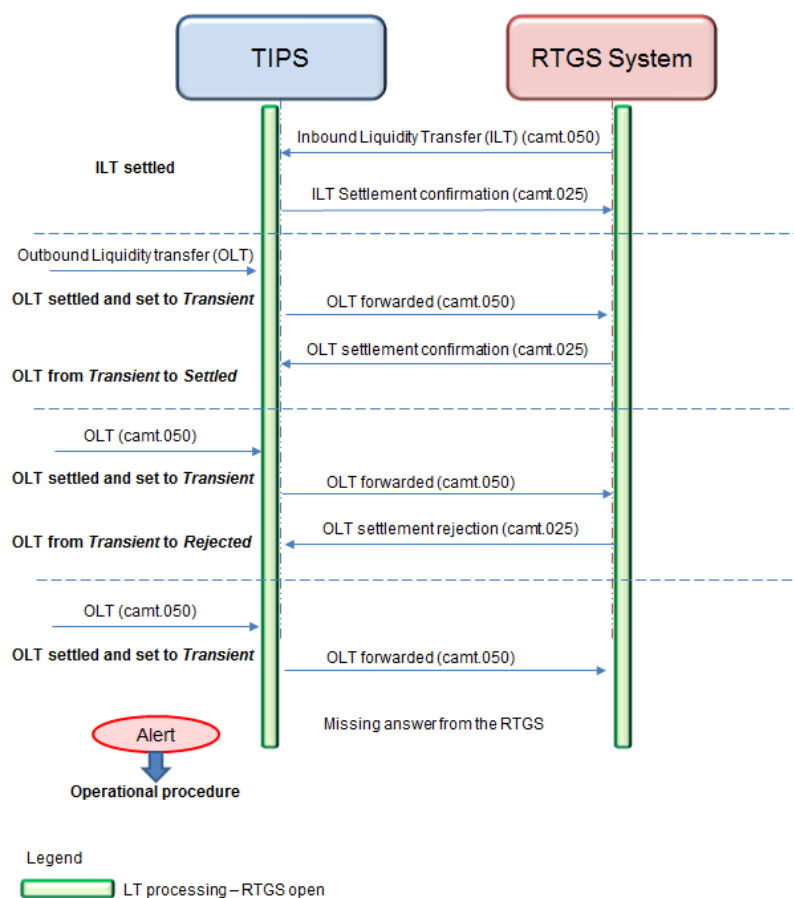 TIPS
RTGS System
Inbound Liquidity Transfer (ILT) (camt.050)
ILT settled
ILT Settlement confirmation (camt.025)
Outbound Liquidity transfer (OLT)
OLT settled and set to Transient
OLT forwarded (camt.050)
OLT settlement confirmation (camt.025)
OLT from Transient to Settled
OLT (camt.050)
OLT settled and set to Transient
OLT forwarded (camt.050)
OLT settlement rejection (camt.025)
OLT from Transient to Rejected
OLT (camt.050)
OLT settled and set to Transient
OLT forwarded (camt.050)
Missing answer from the RTGS
Alert
Operational procedure
Legend
LT processing – RTGS open